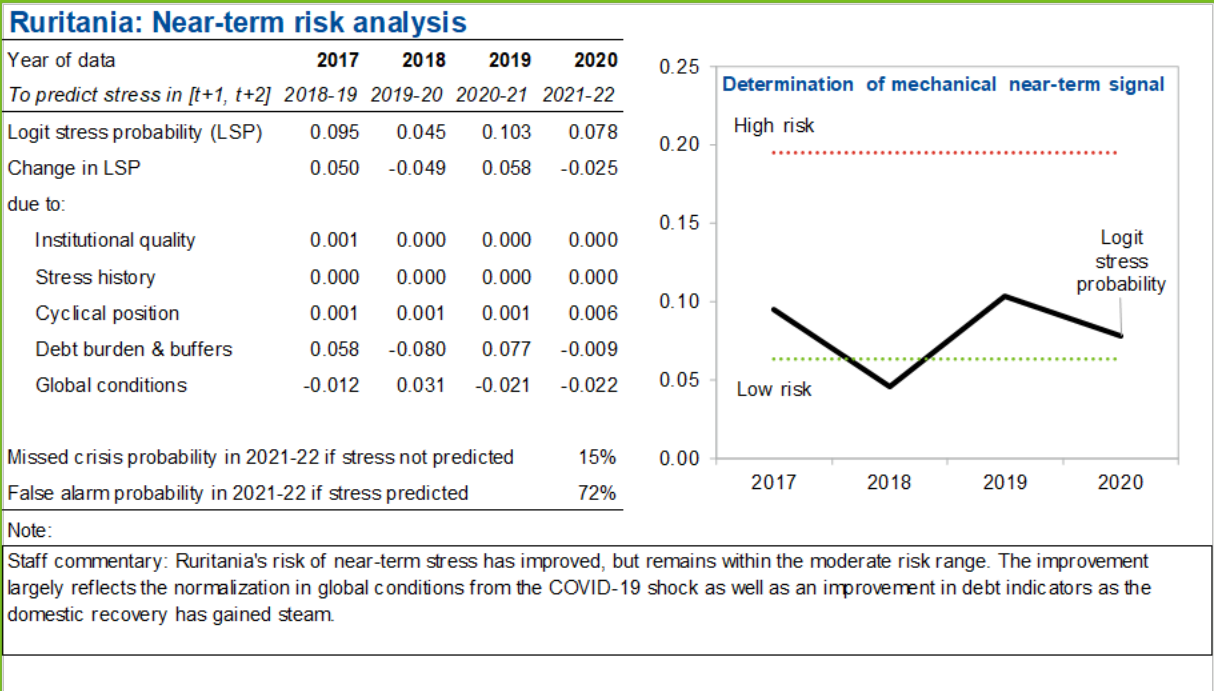 Ruritania: Near-term risk analysis
Year of data 2017 2018 2019 2020
To predict stress in [t+1, t+2] 2018-19 2019-20 2020-21 2021-22
Logit stress probability (LSP) 0.095 0.045 0.103 0.078
Change in LSP 0.050 -0.049 0.058 -0.025
due to:
Institutional quality 0.001 0.000 0.000 0.000
Stress history 0.000 0.000 0.000 0.000
Cyclical position 0.001 0.001 0.001 0.006
Debt burden & buffers 0.058 -0.080 0.077 -0.009
Global conditions -0.012 0.031 -0.021 -0.022
Missed crisis probability in 2021-22 if stress not predicted 15%
False alarm probability in 2021-22 if stress predicted 72%
Determination of mechanical near-term signal
0.25
High risk
0.20
0.15
Logit
stress
probability
0.10
0.05
Low risk
0.00
2017 2018 2019 2020
Note:
Staff commentary: Ruritania's risk of near-term stress has improved, but remains within the moderate risk range. The improvement
largely reflects the normalization in global conditions from the COVID-19 shock as well as an improvement in debt indicators as the
domestic recovery has gained steam.